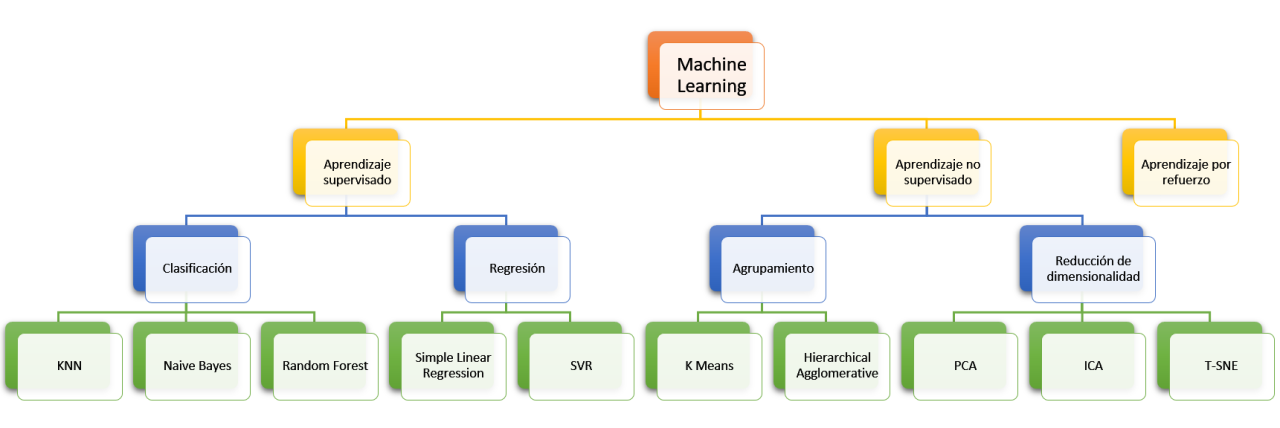 Machine
Learning
Aprendizaje
supervisado
Aprendizaje no
supervisado
Aprendizaje por
refuerzo
Clasificación
Regresión
Agrupamiento
Reducción de
dimensionalidad
KNN
Naive Bayes
Random Forest
Simple Linear
Regression
SVR
K Means
Hierarchical
Agglomerative
PCA
ICA
T-SNE